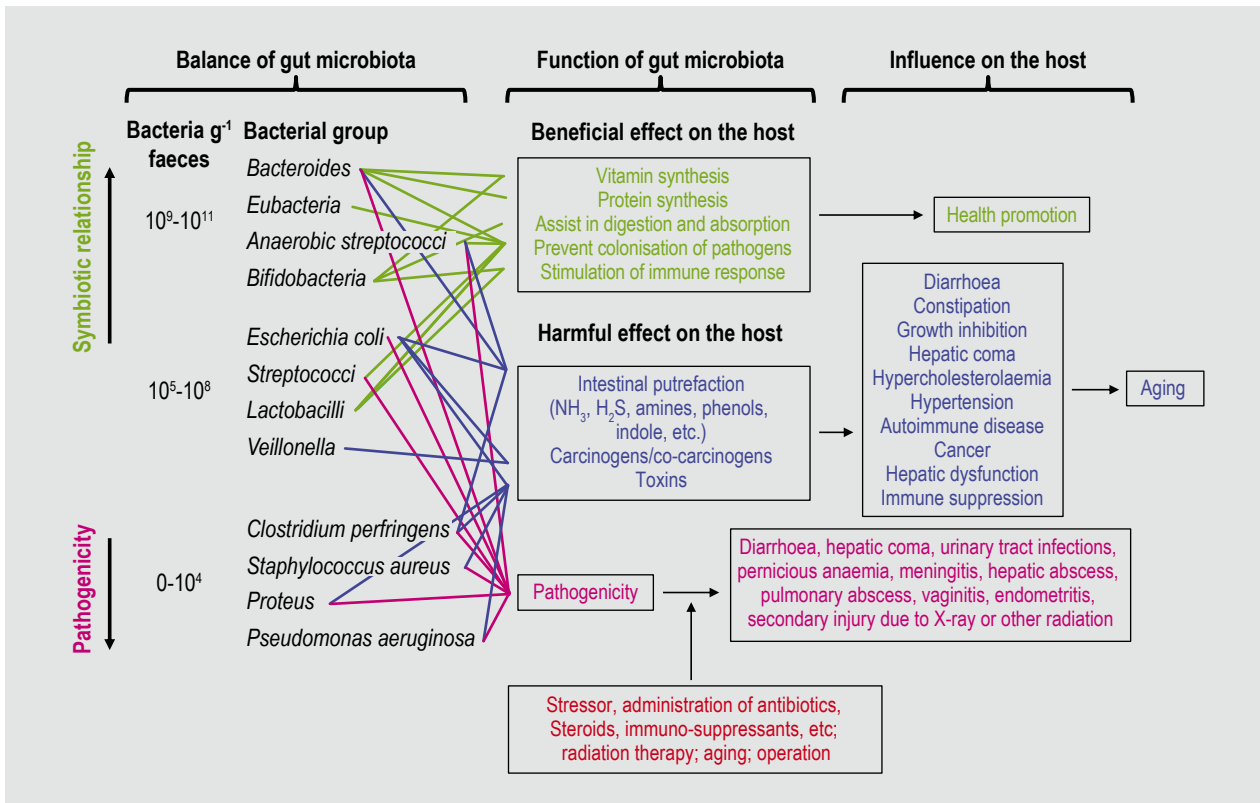 Balance of gut microbiota
Function of gut microbiota
Influence on the host
Symbiotic relationship
Pathogenicity
Bacteria g⁻¹
faeces
10⁹-10¹¹
10⁵-10⁸
0-10⁴
Bacterial group
Bacteroides
Eubacteria
Anaerobic streptococci
Bifidobacteria
Escherichia coli
Streptococci
Lactobacilli
Veillonella
Clostridium perfringens
Staphylococcus aureus
Proteus
Pseudomonas aeruginosa
Beneficial effect on the host
Vitamin synthesis
Protein synthesis
Assist in digestion and absorption
Prevent colonisation of pathogens
Stimulation of immune response
Harmful effect on the host
Intestinal putrefaction
(NH₃, H₂S, amines, phenols,
indole, etc.)
Carcinogens/co-carcinogens
Toxins
Pathogenicity
Stressor, administration of antibiotics,
Steroids, immuno-suppressants, etc;
radiation therapy; aging; operation
Health promotion
Diarrhoea
Constipation
Growth inhibition
Hepatic coma
Hypercholesterolaemia
Hypertension
Autoimmune disease
Cancer
Hepatic dysfunction
Immune suppression
Aging
Diarrhoea, hepatic coma, urinary tract infections,
pernicious anaemia, meningitis, hepatic abscess,
pulmonary abscess, vaginitis, endometritis,
secondary injury due to X-ray or other radiation